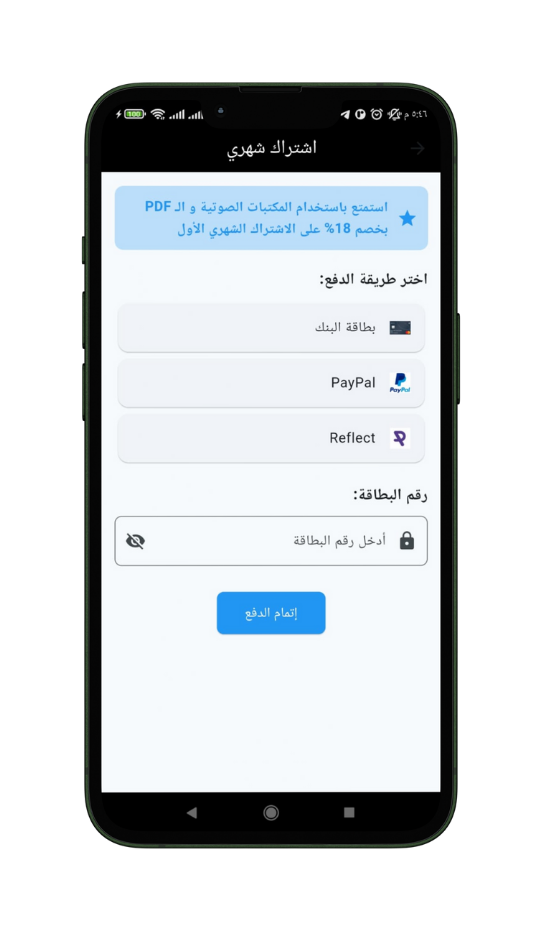 100
٥:٤٦ م
اشتراك شهري
استمتع باستخدام المكتبات الصوتية و الـ PDF
بخصم 18% على الاشتراك الشهري الأول
اختر طريقة الدفع:
بطاقة البنك
PayPal
PayPal
Reflect
رقم البطاقة:
أدخل رقم البطاقة
إتمام الدفع